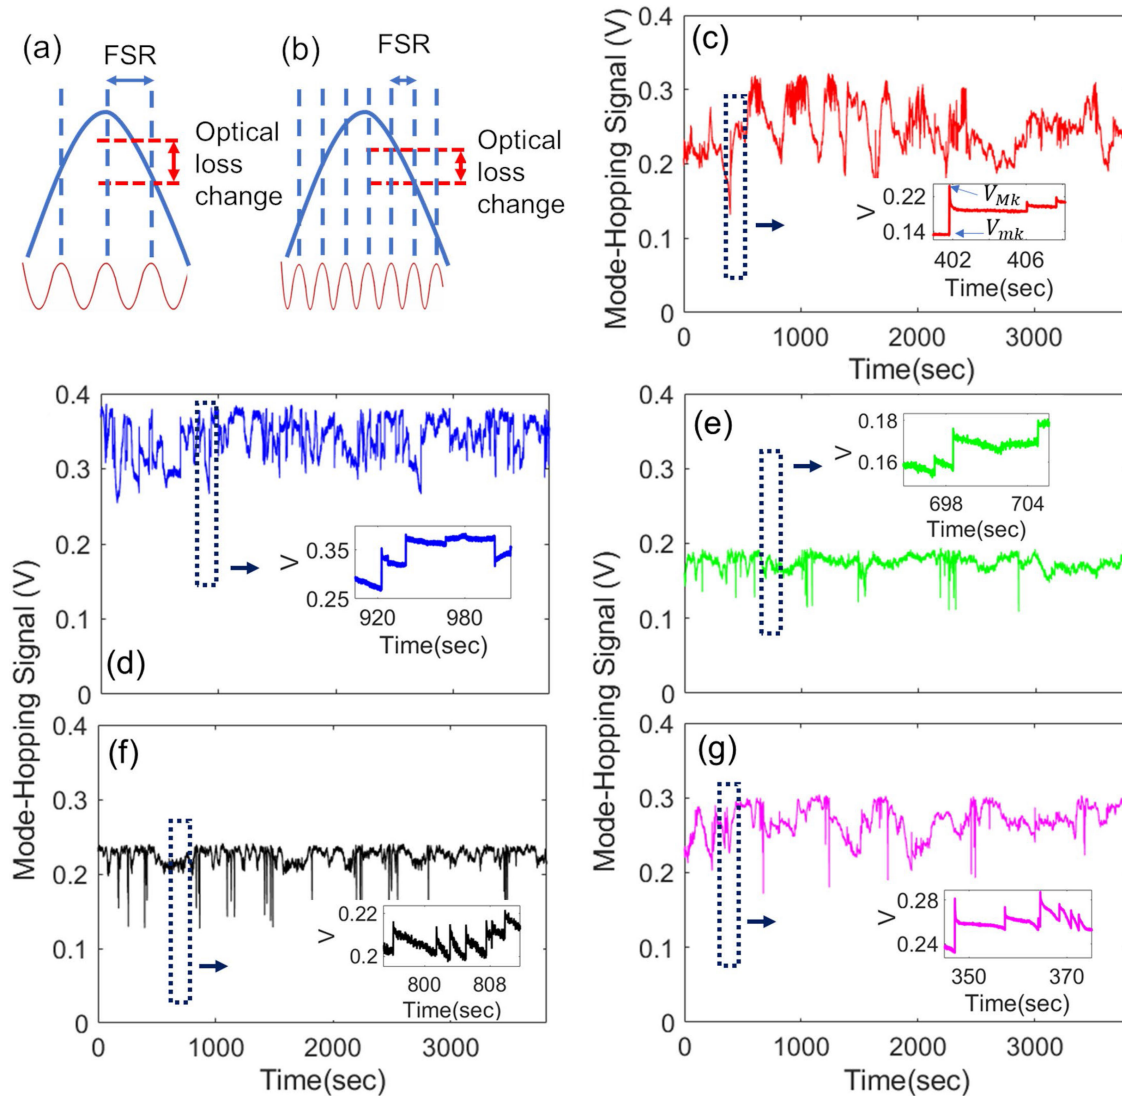 (a)
FSR
Optical
loss
change
(b)
FSR
Optical
loss
change
(c)
Mode-Hopping Signal (V)
0.4
0.3
0.2
0.1
0
0
1000
2000
3000
Time(sec)
V
0.22
0.14
V_Mk
V_mk
402
406
Time(sec)
Mode-Hopping Signal (V)
(d)
0.4
0.3
0.2
0.1
0
V
0.35
0.25
920
980
Time(sec)
0
1000
2000
3000
Mode-Hopping Signal (V)
(e)
0.4
0.3
0.2
0.1
0
V
0.18
0.16
698
704
Time(sec)
(f)
0.4
0.3
0.2
0.1
0
V
0.22
0.2
800
808
Time(sec)
0
1000
2000
3000
Time(sec)
(g)
0.4
0.3
0.2
0.1
0
V
0.28
0.24
350
370
Time(sec)
0
1000
2000
3000
Time(sec)